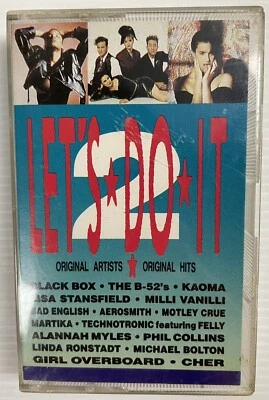 LET'S★DO★IT
2
ORIGINAL ARTISTS ★ ORIGINAL HITS
BLACK BOX • THE B-52's • KAOMA
LISA STANSFIELD • MILLI VANILLI
BAD ENGLISH • AEROSMITH • MOTLEY CRUE
MARTIKA • TECHNOTRONIC featuring FELLY
ALANNAH MYLES • PHIL COLLINS
LINDA RONSTADT • MICHAEL BOLTON
GIRL OVERBOARD • CHER